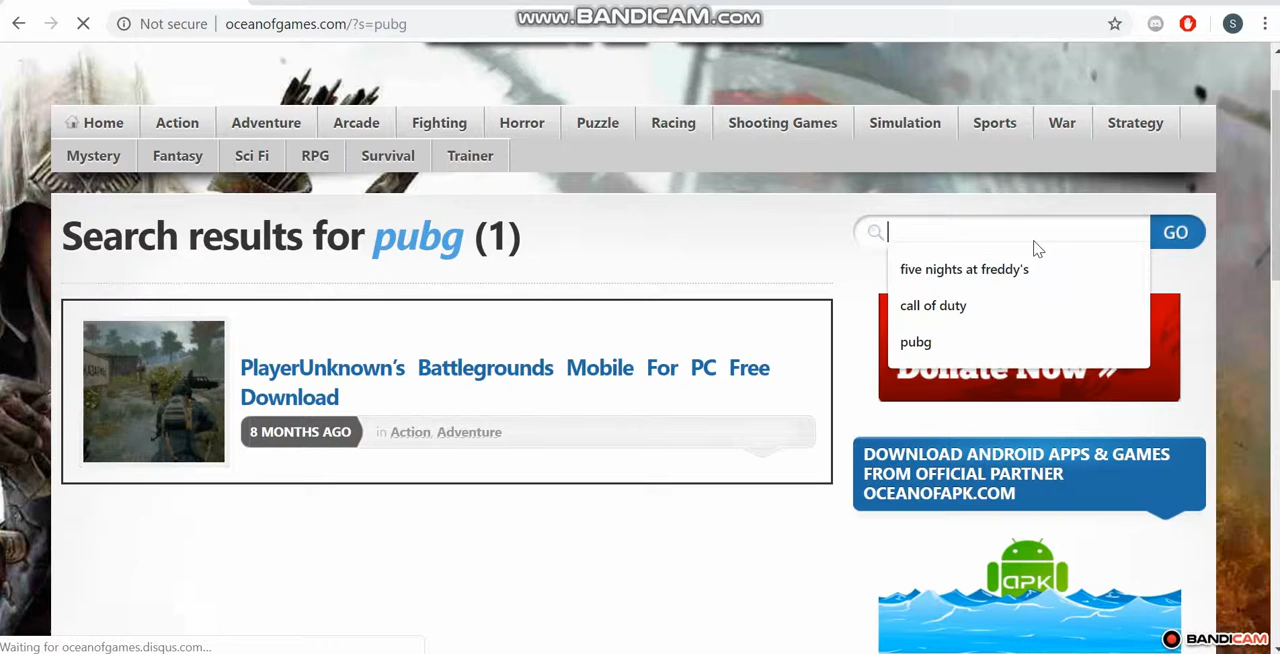 www.BANDICAM.com
Not secure
oceanofgames.com/?s=pubg
S
Home Action Adventure Arcade Fighting Horror Puzzle Racing Shooting Games Simulation Sports War Strategy
Mystery Fantasy Sci Fi RPG Survival Trainer
Search results for pubg (1)
GO
five nights at freddy's
call of duty
pubg
Donate Now »
PlayerUnknown's Battlegrounds Mobile For PC Free
Download
8 MONTHS AGO in Action, Adventure
DOWNLOAD ANDROID APPS & GAMES
FROM OFFICIAL PARTNER
OCEANOFAPK.COM
APK
Waiting for oceanofgames.disqus.com...
BANDICAM